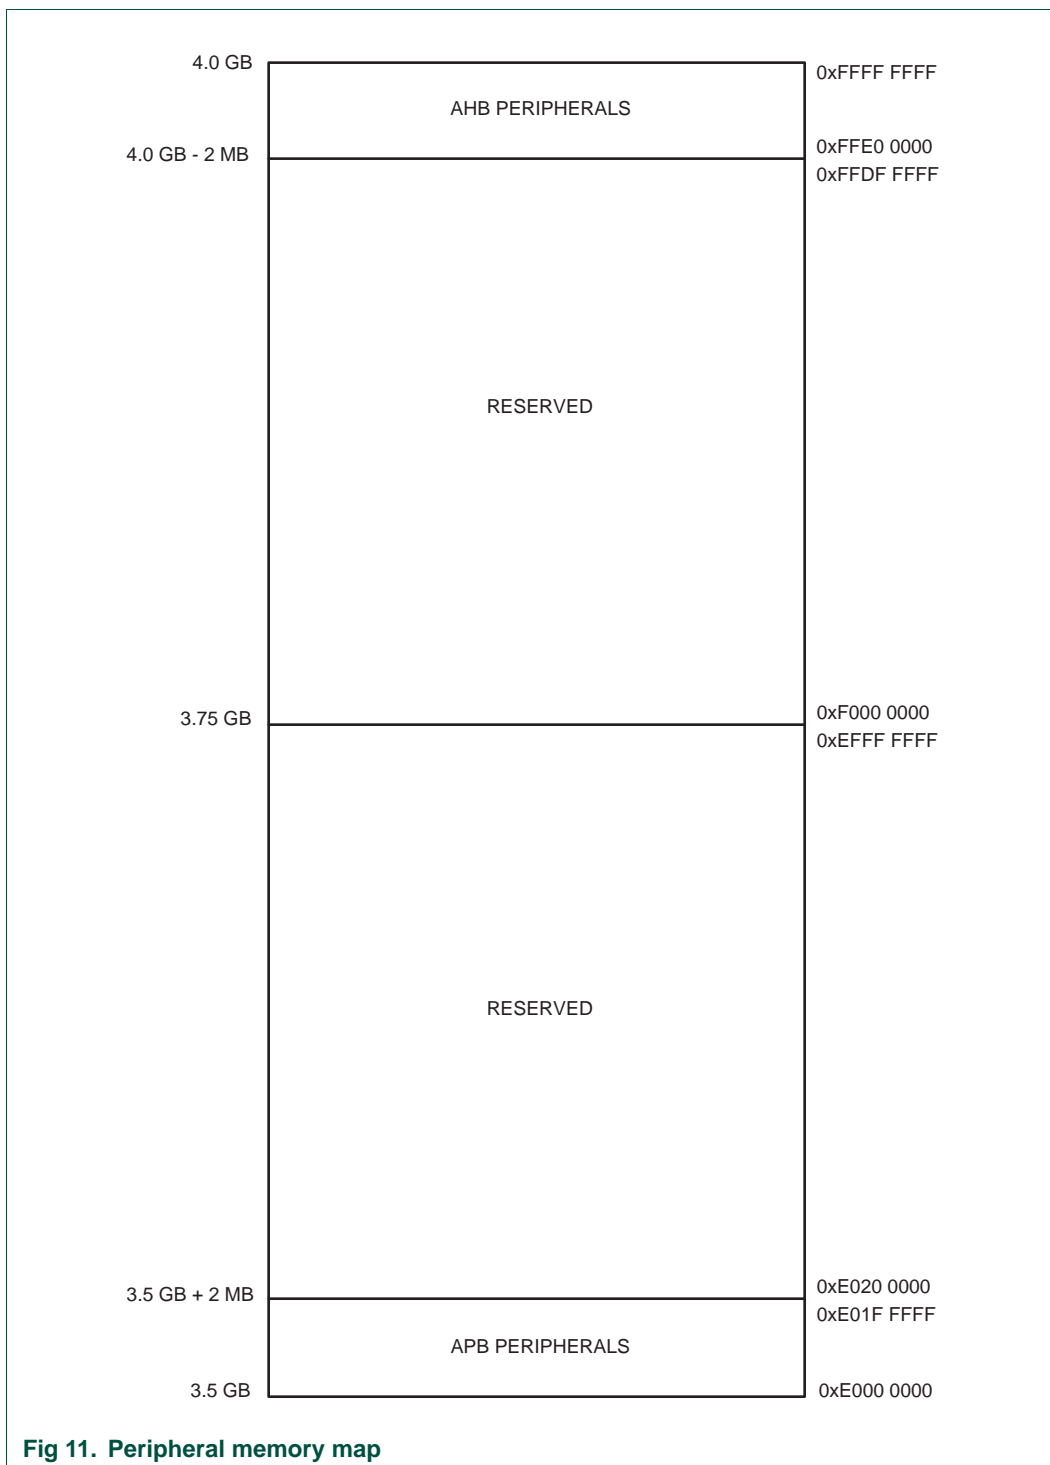 4.0 GB
0xFFFF FFFF
AHB PERIPHERALS
4.0 GB - 2 MB
0xFFE0 0000
0xFFDF FFFF
RESERVED
3.75 GB
0xF000 0000
0xEFFF FFFF
RESERVED
3.5 GB + 2 MB
0xE020 0000
0xE01F FFFF
APB PERIPHERALS
3.5 GB
0xE000 0000
Fig 11. Peripheral memory map